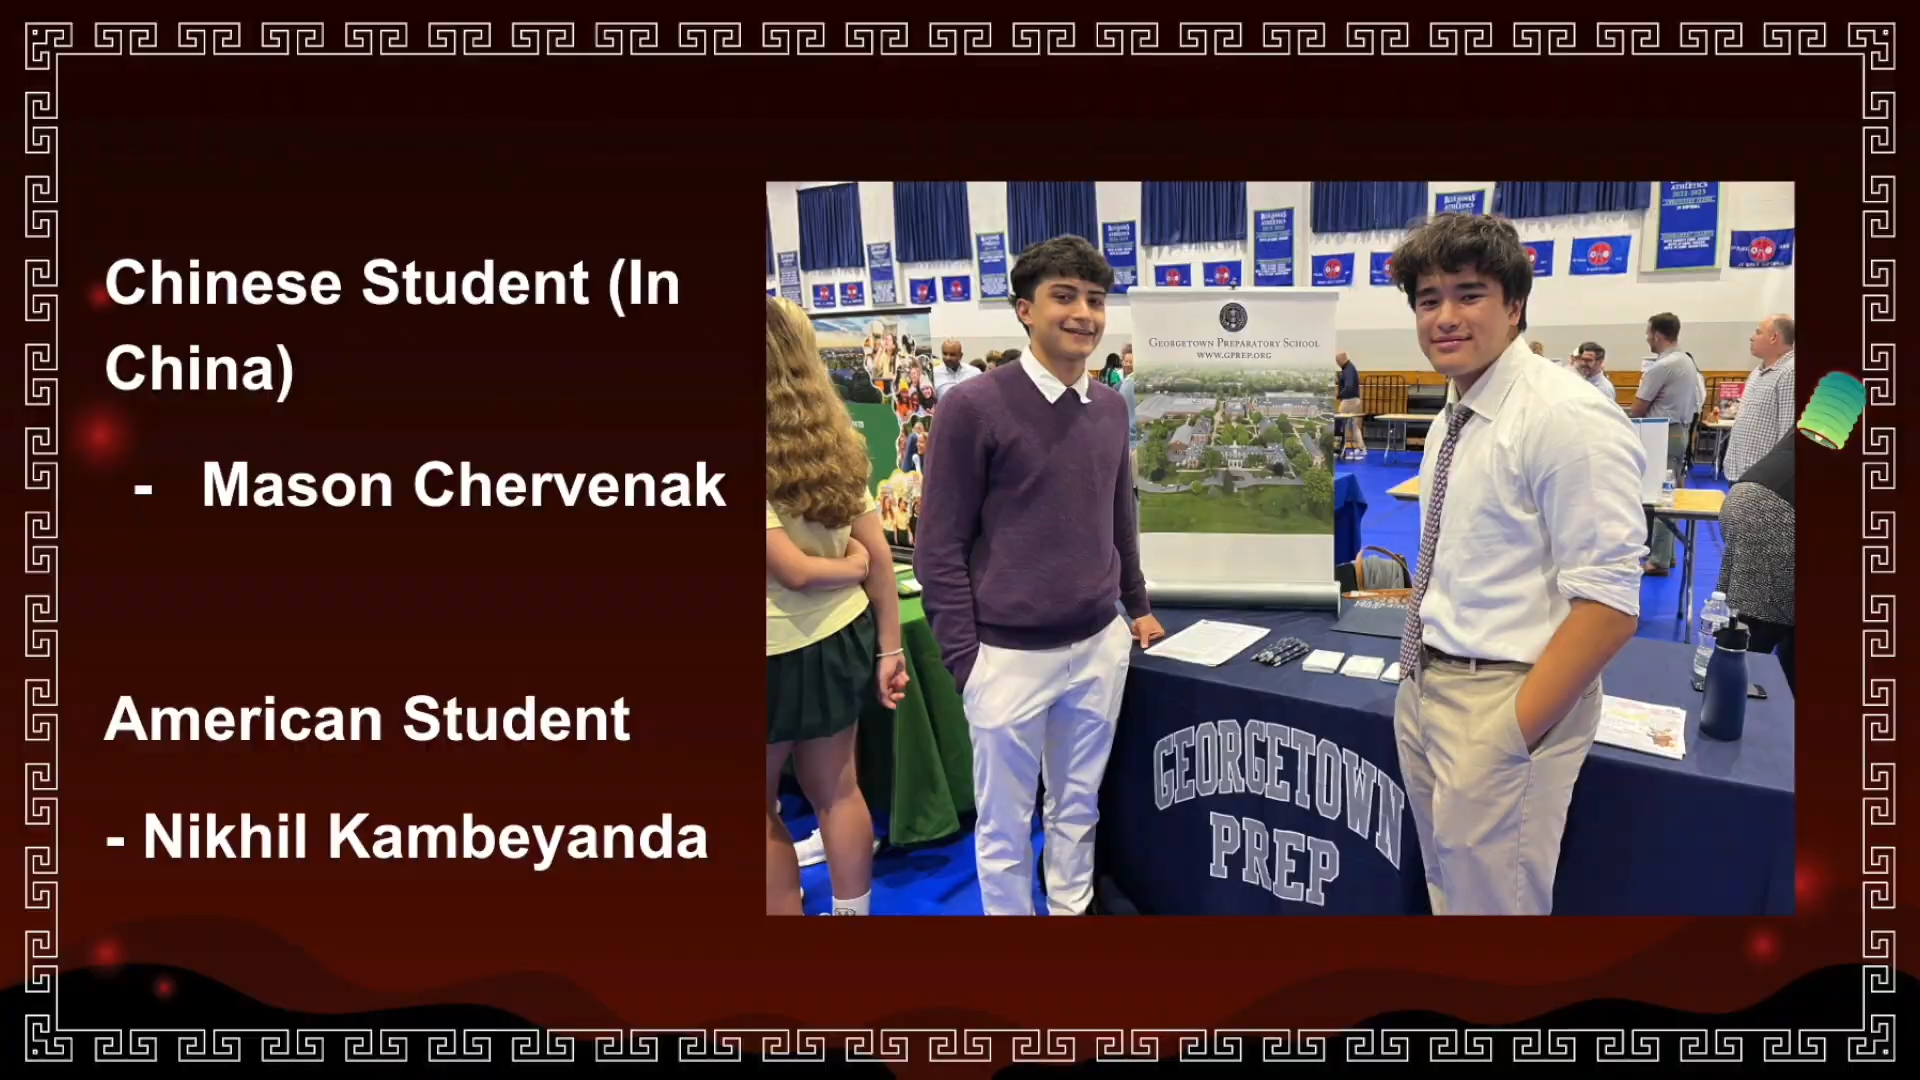 Chinese Student (In
China)
- Mason Chervenak
American Student
- Nikhil Kambeyanda
GEORGETOWN PREPARATORY SCHOOL
WWW.GPREP.ORG
GEORGETOWN
PREP